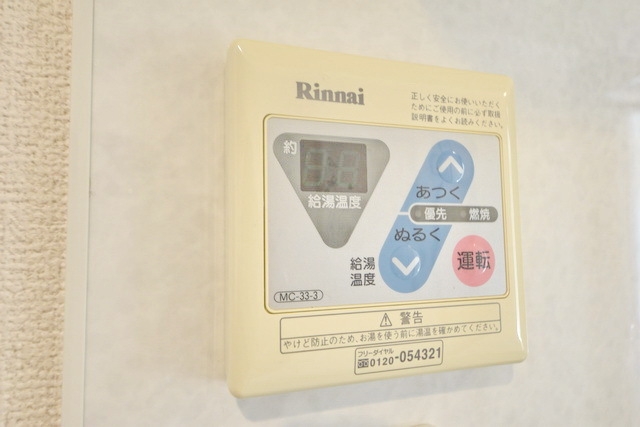 Rinnai
正しく安全にお使いいただく
ためにご使用の前に必ず取扱
説明書をよくお読みください。
約
給湯温度
あつく
優先 燃焼
ぬるく
給湯
温度
運転
MC-33-3
警告
やけど防止のため、お湯を使う前に湯温を確かめてください。
フリーダイヤル
0120-054321